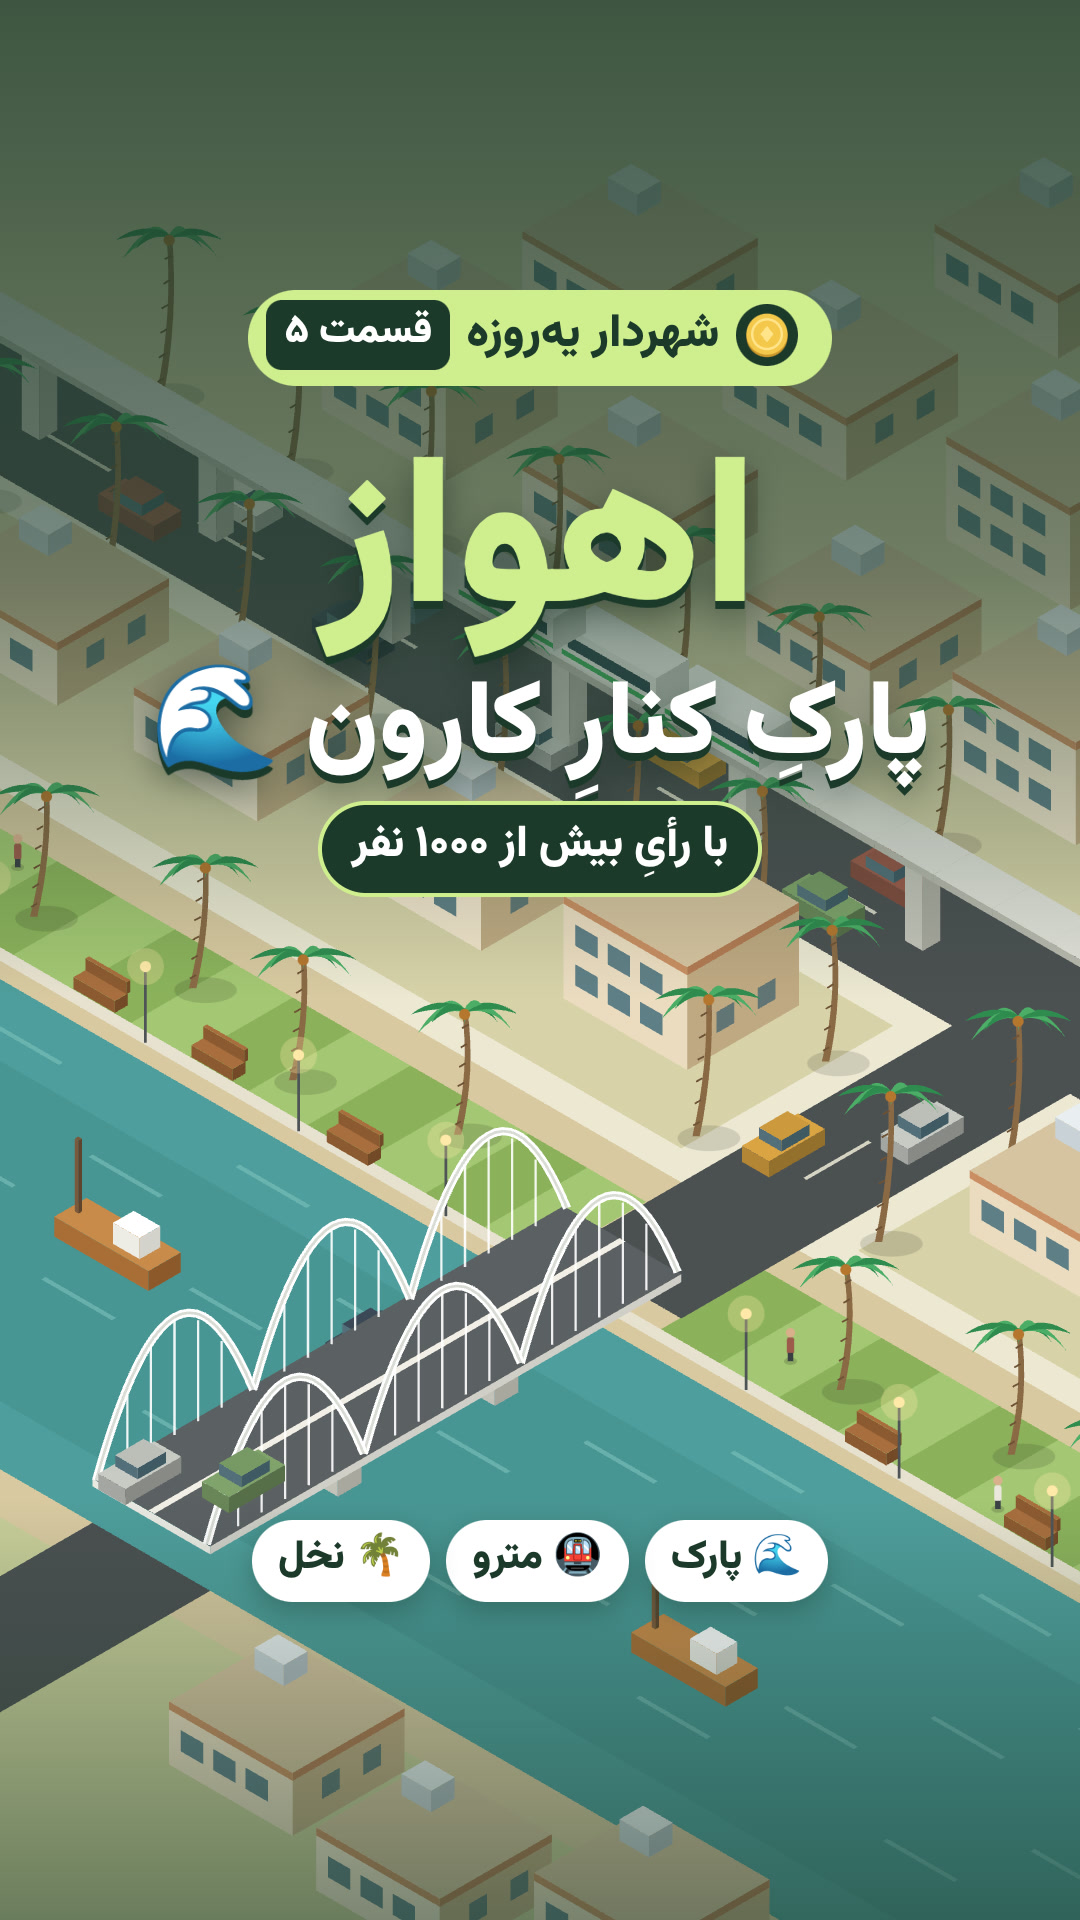 شهردار یه‌روزه قسمت ۵
اهواز
پارکِ کنارِ کارون 🌊
با رأیِ بیش از ۱۰۰۰ نفر
🌊 پارک 🚇 مترو 🌴 نخل